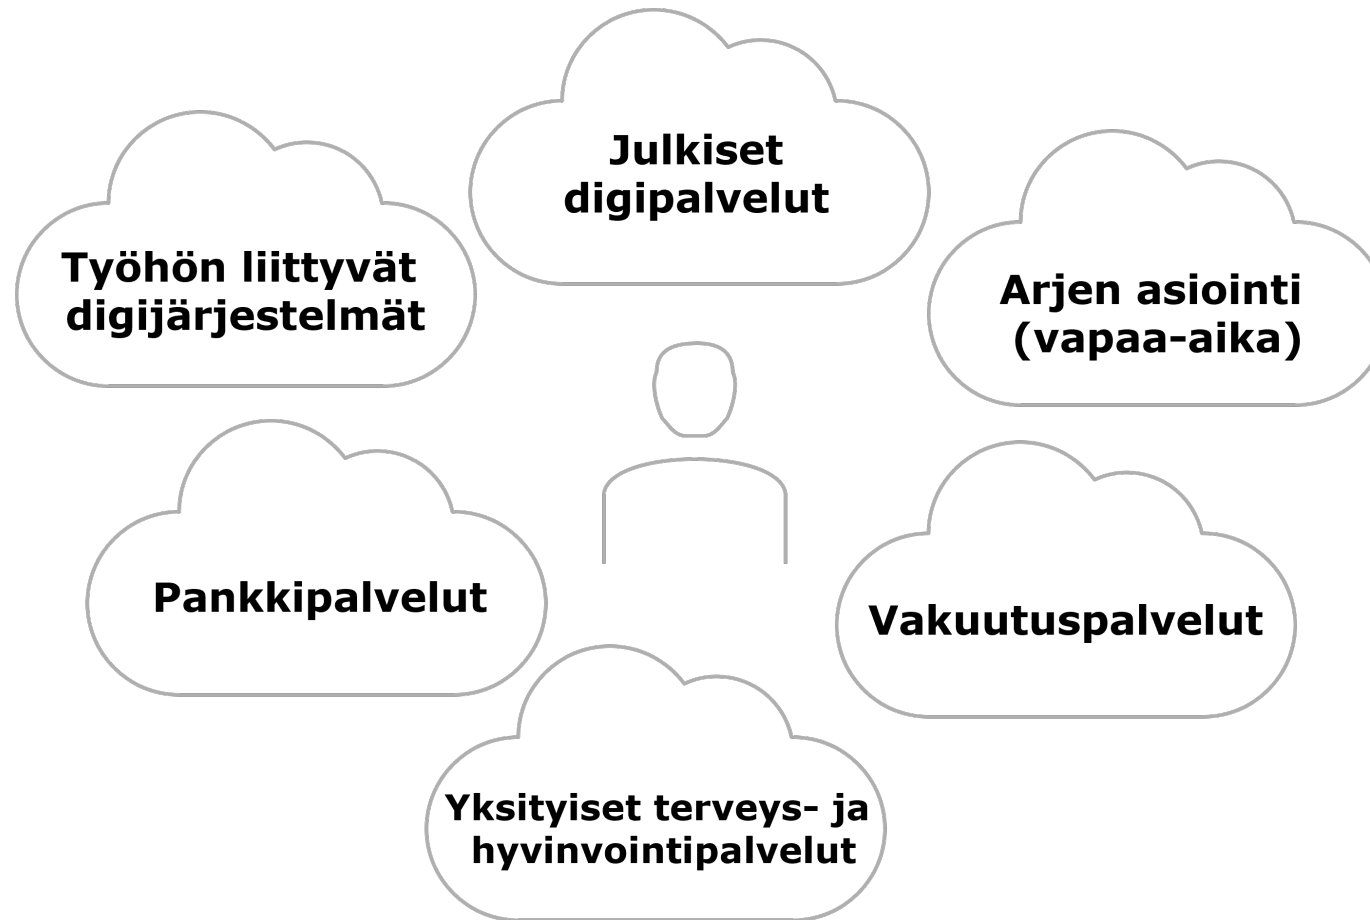 Julkiset
digipalvelut
Työhön liittyvät
digijärjestelmät
Arjen asiointi
(vapaa-aika)
Pankkipalvelut
Vakuutuspalvelut
Yksityiset terveys- ja
hyvinvointipalvelut